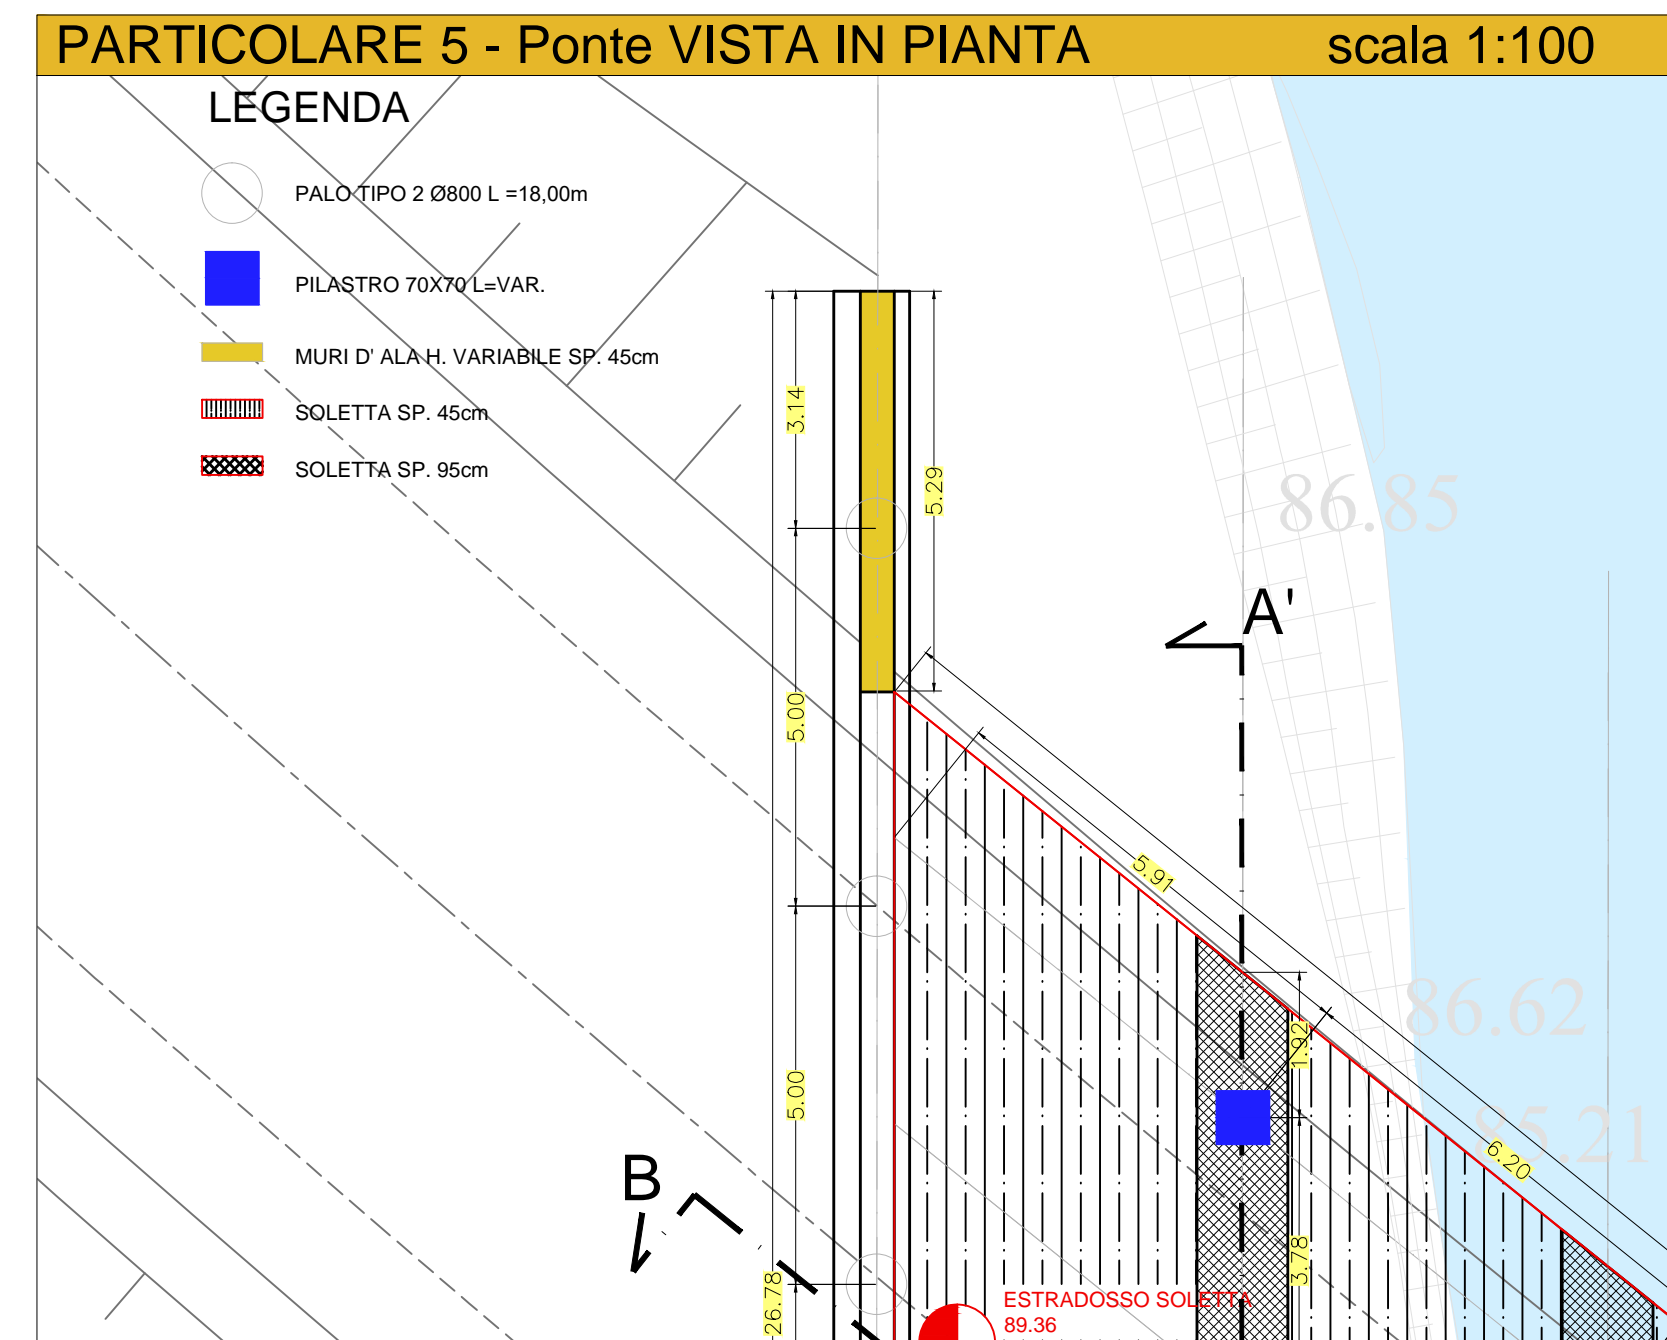 PARTICOLARE 5 - Ponte VISTA IN PIANTA scala 1:100
LEGENDA
PALO TIPO 2 Ø800 L =18,00m
PILASTRO 70X70 L=VAR.
MURI D' ALA H. VARIABILE SP. 45cm
SOLETTA SP. 45cm
SOLETTA SP. 95cm
3.14
5.29
86.85
A'
5.00
5.91
86.62
1.92
5.00
85.21
6.20
B
3.78
26.78
ESTRADOSSO SOLETTA
89.36